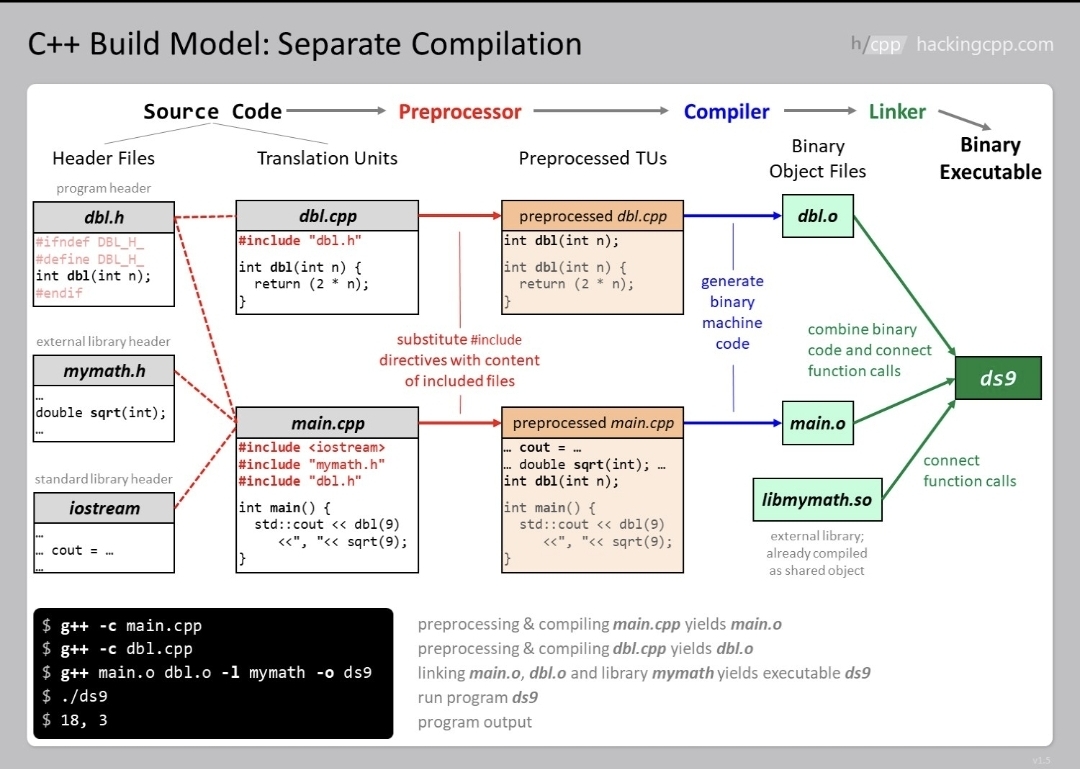 C++ Build Model: Separate Compilation
h/cpp hackingcpp.com
Source Code
Preprocessor
Compiler
Linker
Binary
Executable
Header Files
Translation Units
Preprocessed TUs
Binary
Object Files
program header
dbl.h
#ifndef DBL_H_
#define DBL_H_
int dbl(int n);
#endif
external library header
mymath.h
…
double sqrt(int);
…
standard library header
iostream
…
… cout = …
…
dbl.cpp
#include "dbl.h"
int dbl(int n) {
return (2 * n);
}
main.cpp
#include <iostream>
#include "mymath.h"
#include "dbl.h"
int main() {
std::cout << dbl(9)
<<", "<< sqrt(9);
}
substitute #include
directives with content
of included files
preprocessed dbl.cpp
int dbl(int n);
int dbl(int n) {
return (2 * n);
}
preprocessed main.cpp
… cout = …
… double sqrt(int); …
int dbl(int n);
int main() {
std::cout << dbl(9)
<<", "<< sqrt(9);
}
generate
binary
machine
code
dbl.o
main.o
libmymath.so
external library;
already compiled
as shared object
combine binary
code and connect
function calls
ds9
connect
function calls
$ g++ -c main.cpp
$ g++ -c dbl.cpp
$ g++ main.o dbl.o -l mymath -o ds9
$ ./ds9
$ 18, 3
preprocessing & compiling main.cpp yields main.o
preprocessing & compiling dbl.cpp yields dbl.o
linking main.o, dbl.o and library mymath yields executable ds9
run program ds9
program output
v1.5